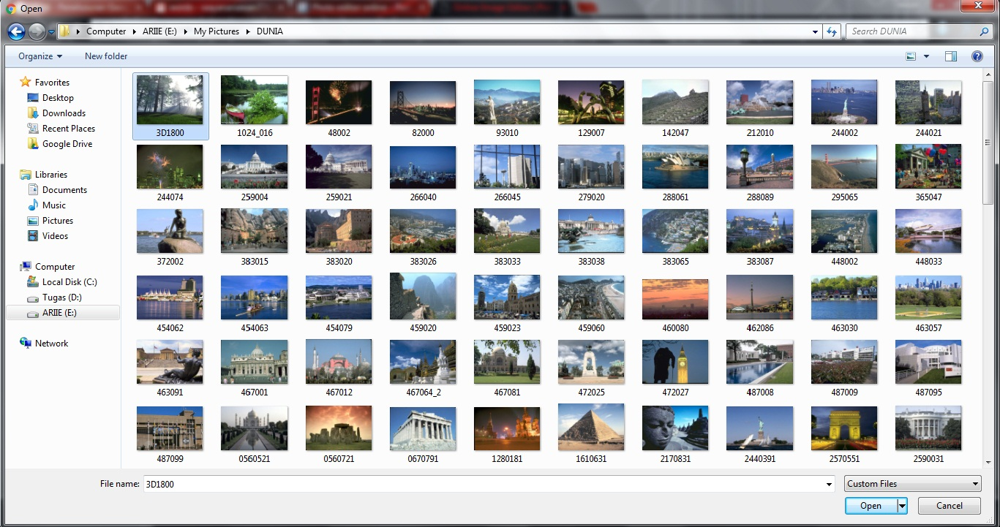 Open
Computer ARIIE (E:) My Pictures DUNIA
Search DUNIA
Organize New folder
Favorites
Desktop
Downloads
Recent Places
Google Drive
Libraries
Documents
Music
Pictures
Videos
Computer
Local Disk (C:)
Tugas (D:)
ARIIE (E:)
Network
3D1800 1024_016 48002 82000 93010 129007 142047 212010 244002 244021
244074 259004 259021 266040 266045 279020 288061 288089 295065 365047
372002 383015 383020 383026 383033 383038 383065 383087 448002 448033
454062 454063 454079 459020 459023 459060 460080 462086 463030 463057
463091 467001 467012 467064_2 467081 472025 472027 487008 487009 487095
487099 0560521 0560721 0670791 1280181 1610631 2170831 2440391 2570551 2590031
File name: 3D1800 Custom Files
Open Cancel